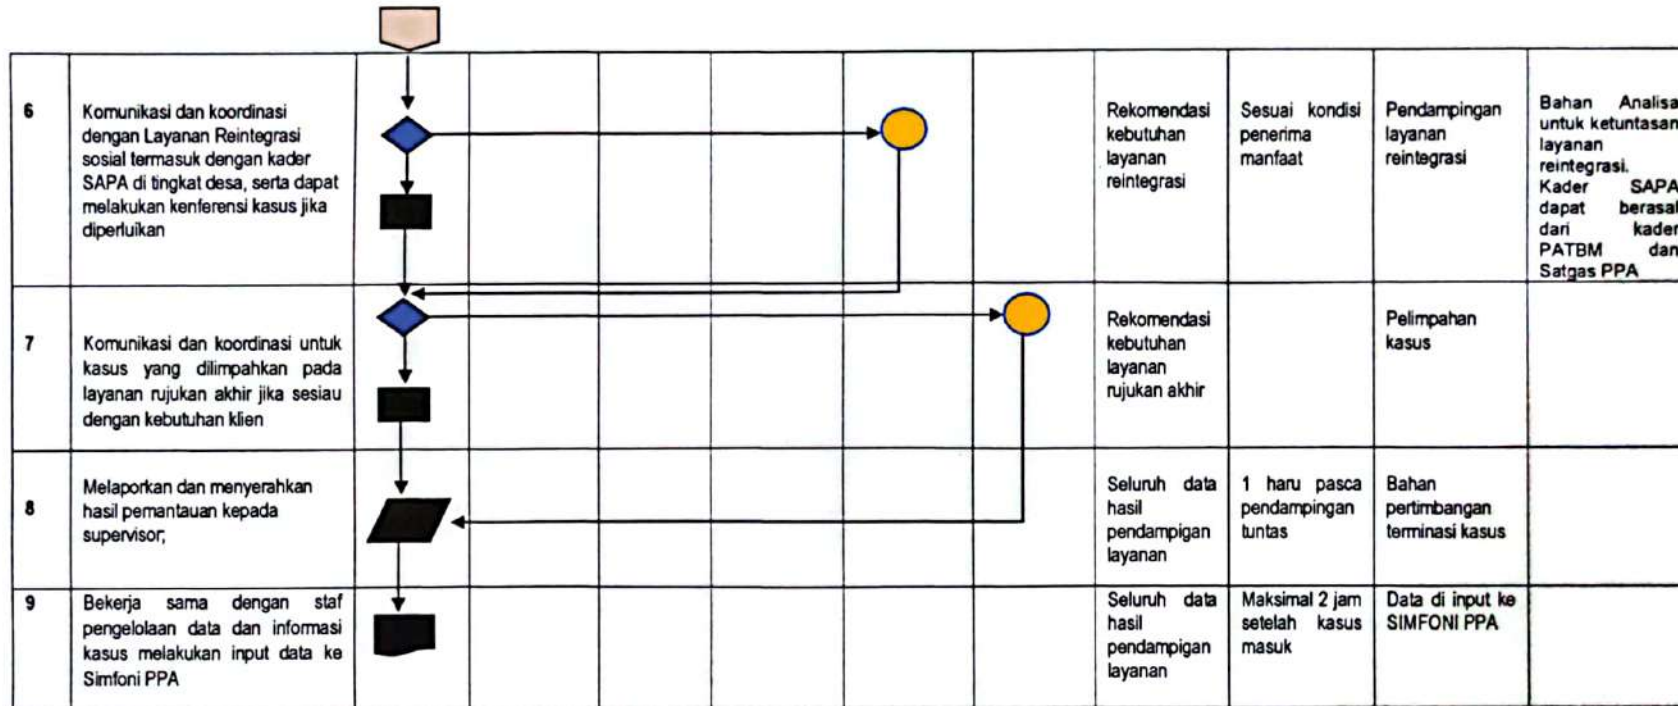 6
Komunikasi dan koordinasi
dengan Layanan Reintegrasi
sosial termasuk dengan kader
SAPA di tingkat desa, serta dapat
melakukan kenferensi kasus jika
diperluikan
Rekomendasi
kebutuhan
layanan
reintegrasi
Sesuai kondisi
penerima
manfaat
Pendampingan
layanan
reintegrasi
Bahan Analisa
untuk ketuntasan
layanan
reintegrasi.
Kader SAPA
dapat berasal
dari kader
PATBM dan
Satgas PPA
7
Komunikasi dan koordinasi untuk
kasus yang dilimpahkan pada
layanan rujukan akhir jika sesiau
dengan kebutuhan klien
Rekomendasi
kebutuhan
layanan
rujukan akhir
Pelimpahan
kasus
8
Melaporkan dan menyerahkan
hasil pemantauan kepada
supervisor;
Seluruh data
hasil
pendampigan
layanan
1 haru pasca
pendampingan
tuntas
Bahan
pertimbangan
terminasi kasus
9
Bekerja sama dengan staf
pengelolaan data dan informasi
kasus melakukan input data ke
Simfoni PPA
Seluruh data
hasil
pendampigan
layanan
Maksimal 2 jam
setelah kasus
masuk
Data di input ke
SIMFONI PPA